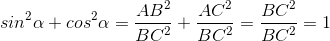 sin²α + cos²α = AB²/BC² + AC²/BC² = BC²/BC² = 1